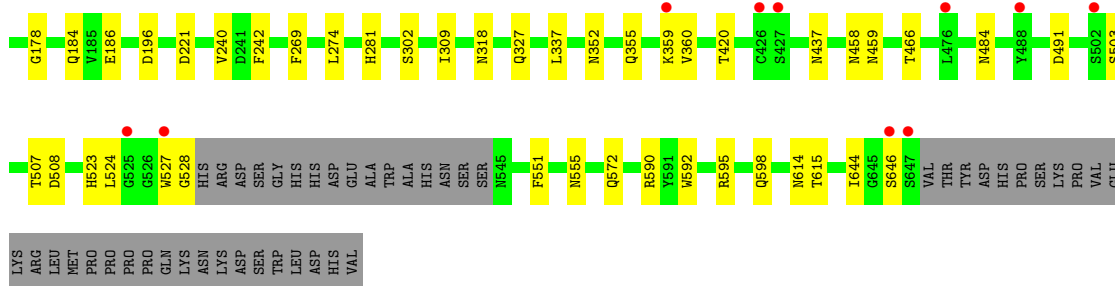 G178 Q184 V185 E186 D196 D221 V240 D241 F242 F269 L274 H281 S302 I309 N318 Q327 L337 N352 Q355 K359 V360 T420 C426 S427 N437 N458 N459 T466 L476 N484 Y488 D491 S502 S503
T507 D508 H523 L524 G525 G526 W527 G528 HIS ARG ASP SER GLY HIS HIS ASP GLU ALA TRP ALA HIS ASN SER SER N545 F551 N555 Q572 R590 Y591 W592 R595 Q598 N614 T615 I644 G645 S646 S647 VAL THR TYR ASP HIS PRO SER LYS PRO VAL GLU
LYS ARG LEU MET PRO PRO PRO PRO GLN LYS ASN LYS ASP SER TRP LEU ASP HIS VAL